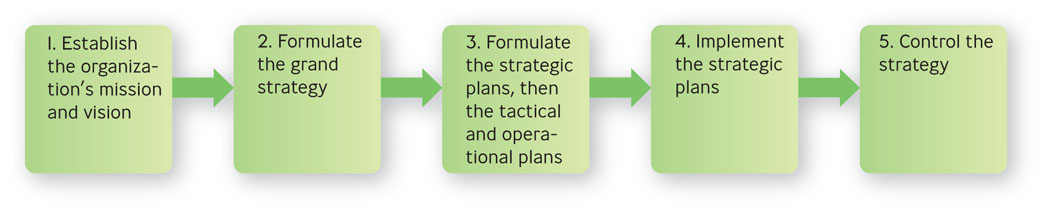 1. Establish
the organiza-
tion's mission
and vision
2. Formulate
the grand
strategy
3. Formulate
the strategic
plans, then
the tactical
and opera-
tional plans
4. Implement
the strategic
plans
5. Control the
strategy